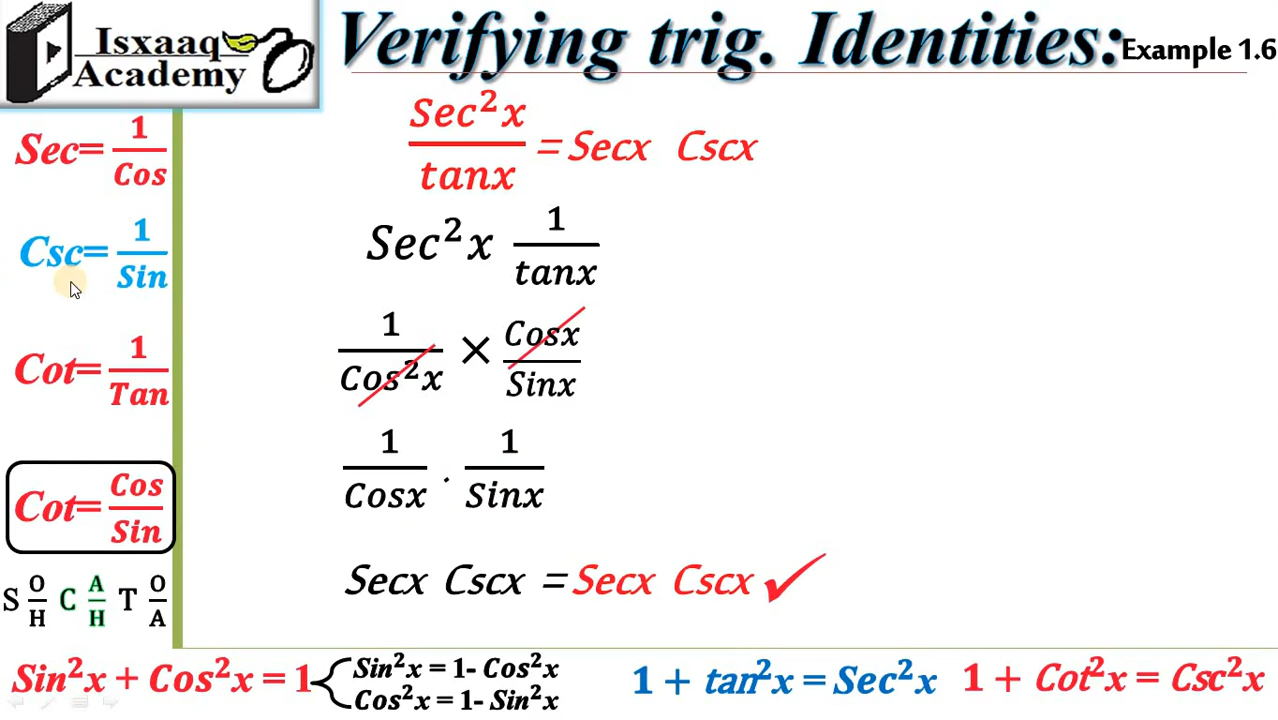 Isxaaq
Academy
Verifying trig. Identities:
Example 1.6
Sec= 1/Cos
Csc= 1/Sin
Cot= 1/Tan
Cot= Cos/Sin
S O/H C A/H T O/A
Sec²x/tanx = Secx Cscx
Sec²x 1/tanx
1/Cos²x × Cosx/Sinx
1/Cosx . 1/Sinx
Secx Cscx = Secx Cscx ✓
Sin²x + Cos²x = 1
Sin²x = 1- Cos²x
Cos²x = 1- Sin²x
1 + tan²x = Sec²x
1 + Cot²x = Csc²x